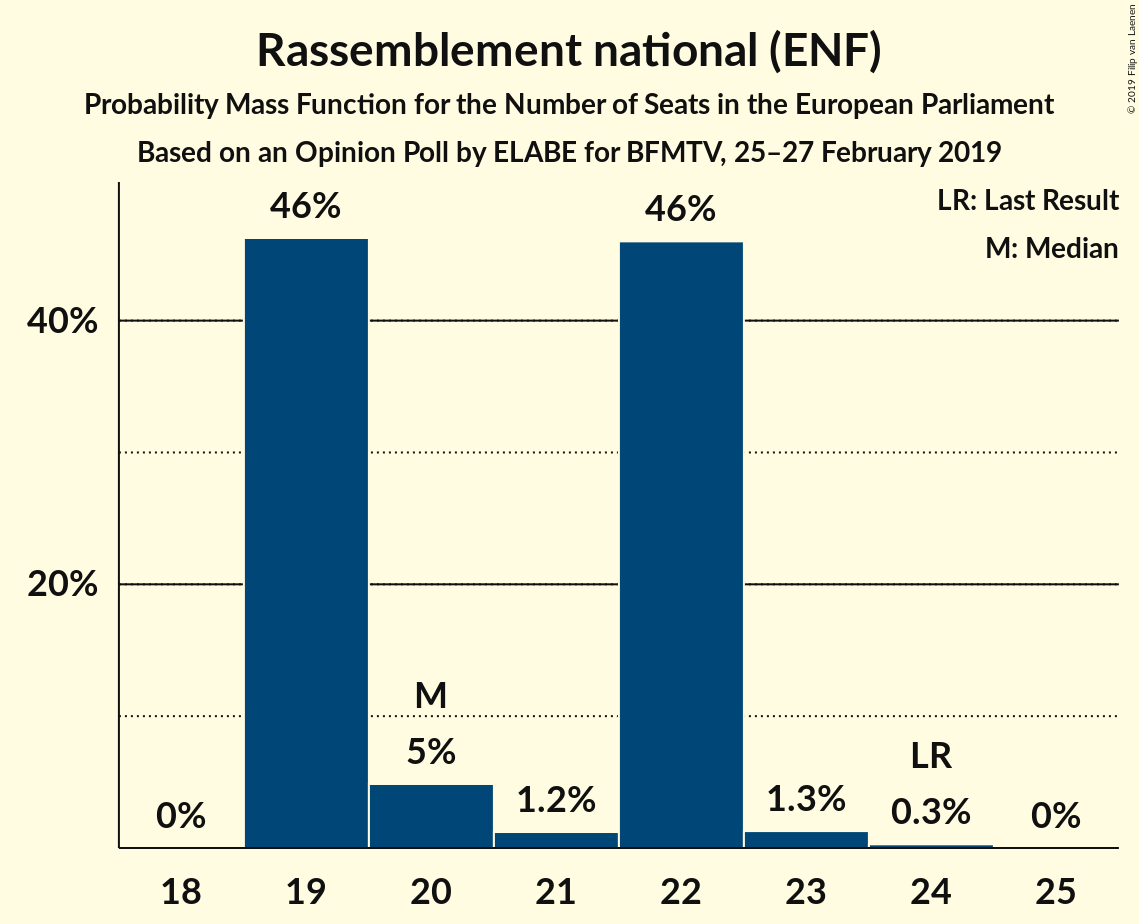 Rassemblement national (ENF)
Probability Mass Function for the Number of Seats in the European Parliament
Based on an Opinion Poll by ELABE for BFMTV, 25–27 February 2019
© 2019 Filip van Laenen
LR: Last Result
M: Median
40%
20%
0%
46%
M
5%
1.2%
46%
1.3%
LR
0.3%
0%
18 19 20 21 22 23 24 25